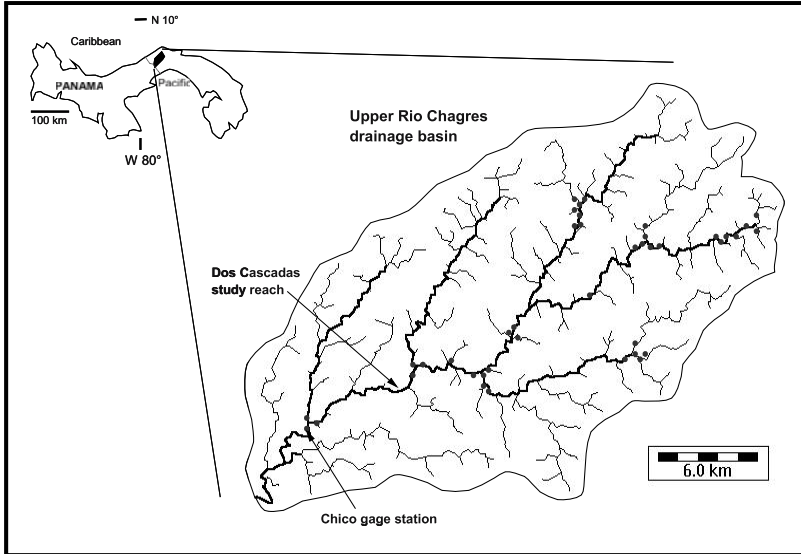 N 10°
Caribbean
PANAMA
Pacific
100 km
W 80°
Upper Rio Chagres
drainage basin
Dos Cascadas
study reach
6.0 km
Chico gage station